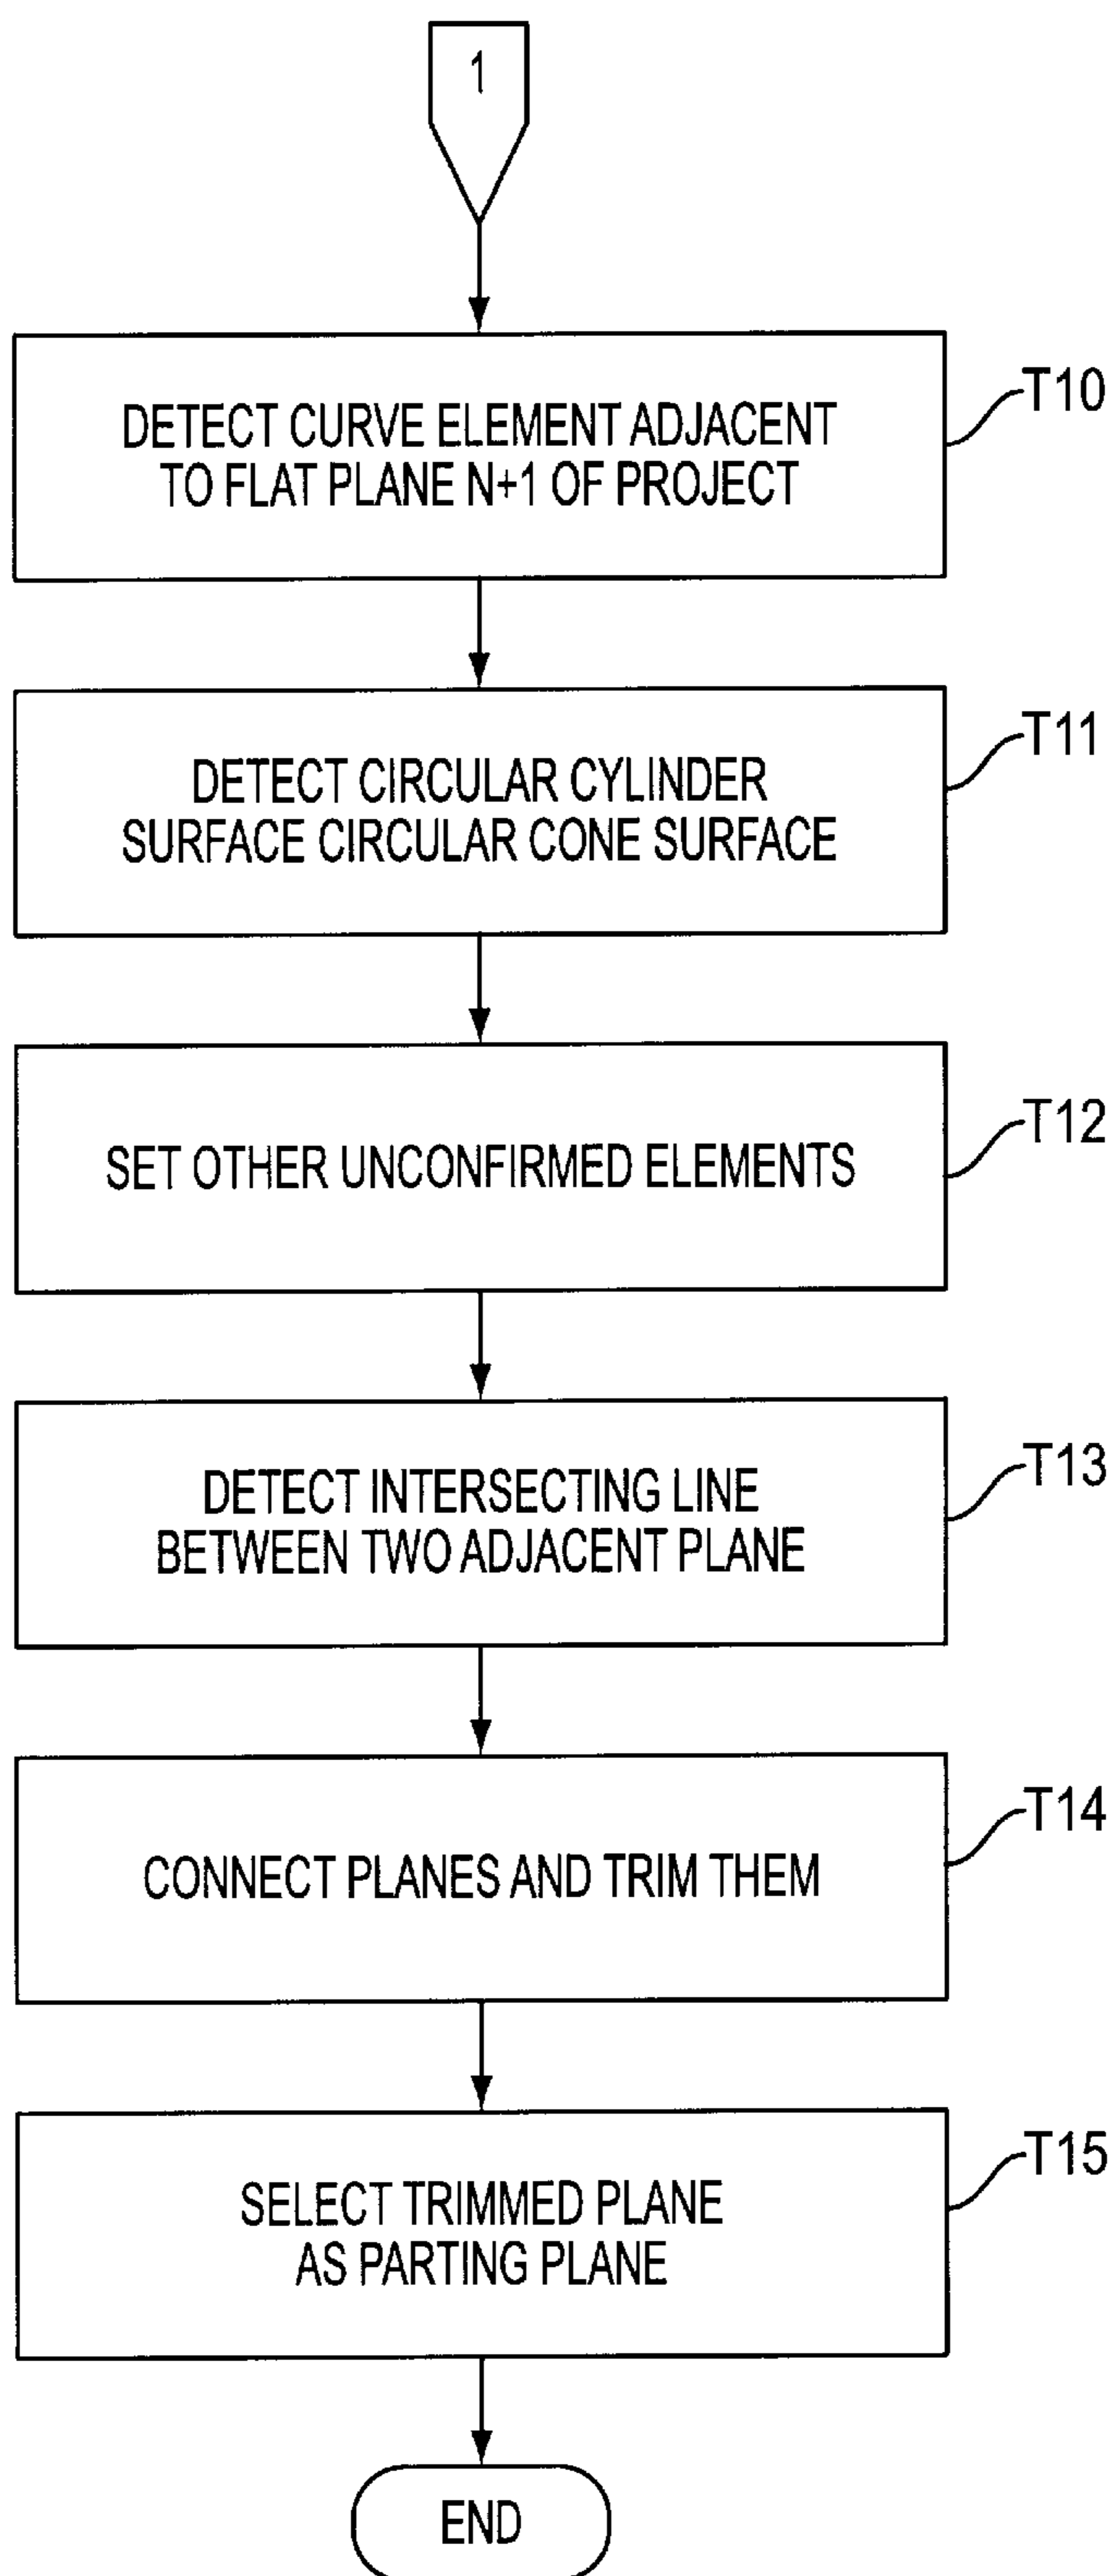 1
DETECT CURVE ELEMENT ADJACENT
TO FLAT PLANE N+1 OF PROJECT
T10
DETECT CIRCULAR CYLINDER
SURFACE CIRCULAR CONE SURFACE
T11
SET OTHER UNCONFIRMED ELEMENTS
T12
DETECT INTERSECTING LINE
BETWEEN TWO ADJACENT PLANE
T13
CONNECT PLANES AND TRIM THEM
T14
SELECT TRIMMED PLANE
AS PARTING PLANE
T15
END